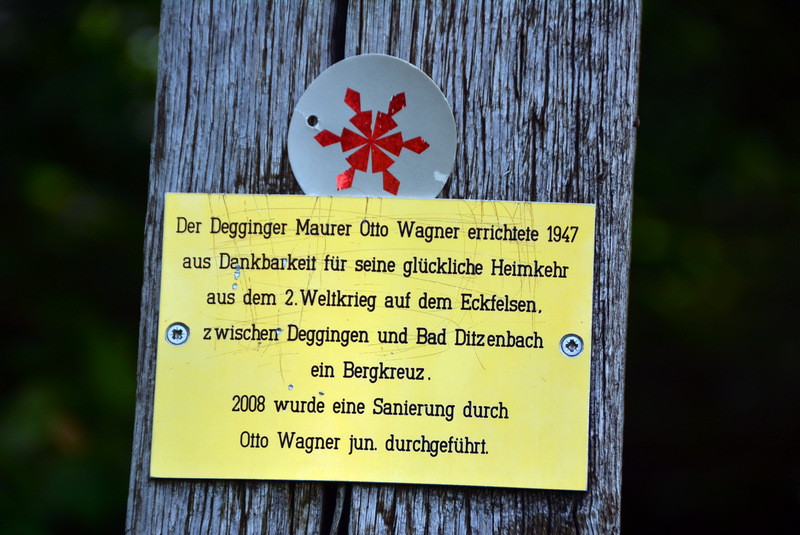 Der Degginger Maurer Otto Wagner errichtete 1947
aus Dankbarkeit für seine glückliche Heimkehr
aus dem 2.Weltkrieg auf dem Eckfelsen,
zwischen Deggingen und Bad Ditzenbach
ein Bergkreuz.
2008 wurde eine Sanierung durch
Otto Wagner jun. durchgeführt.